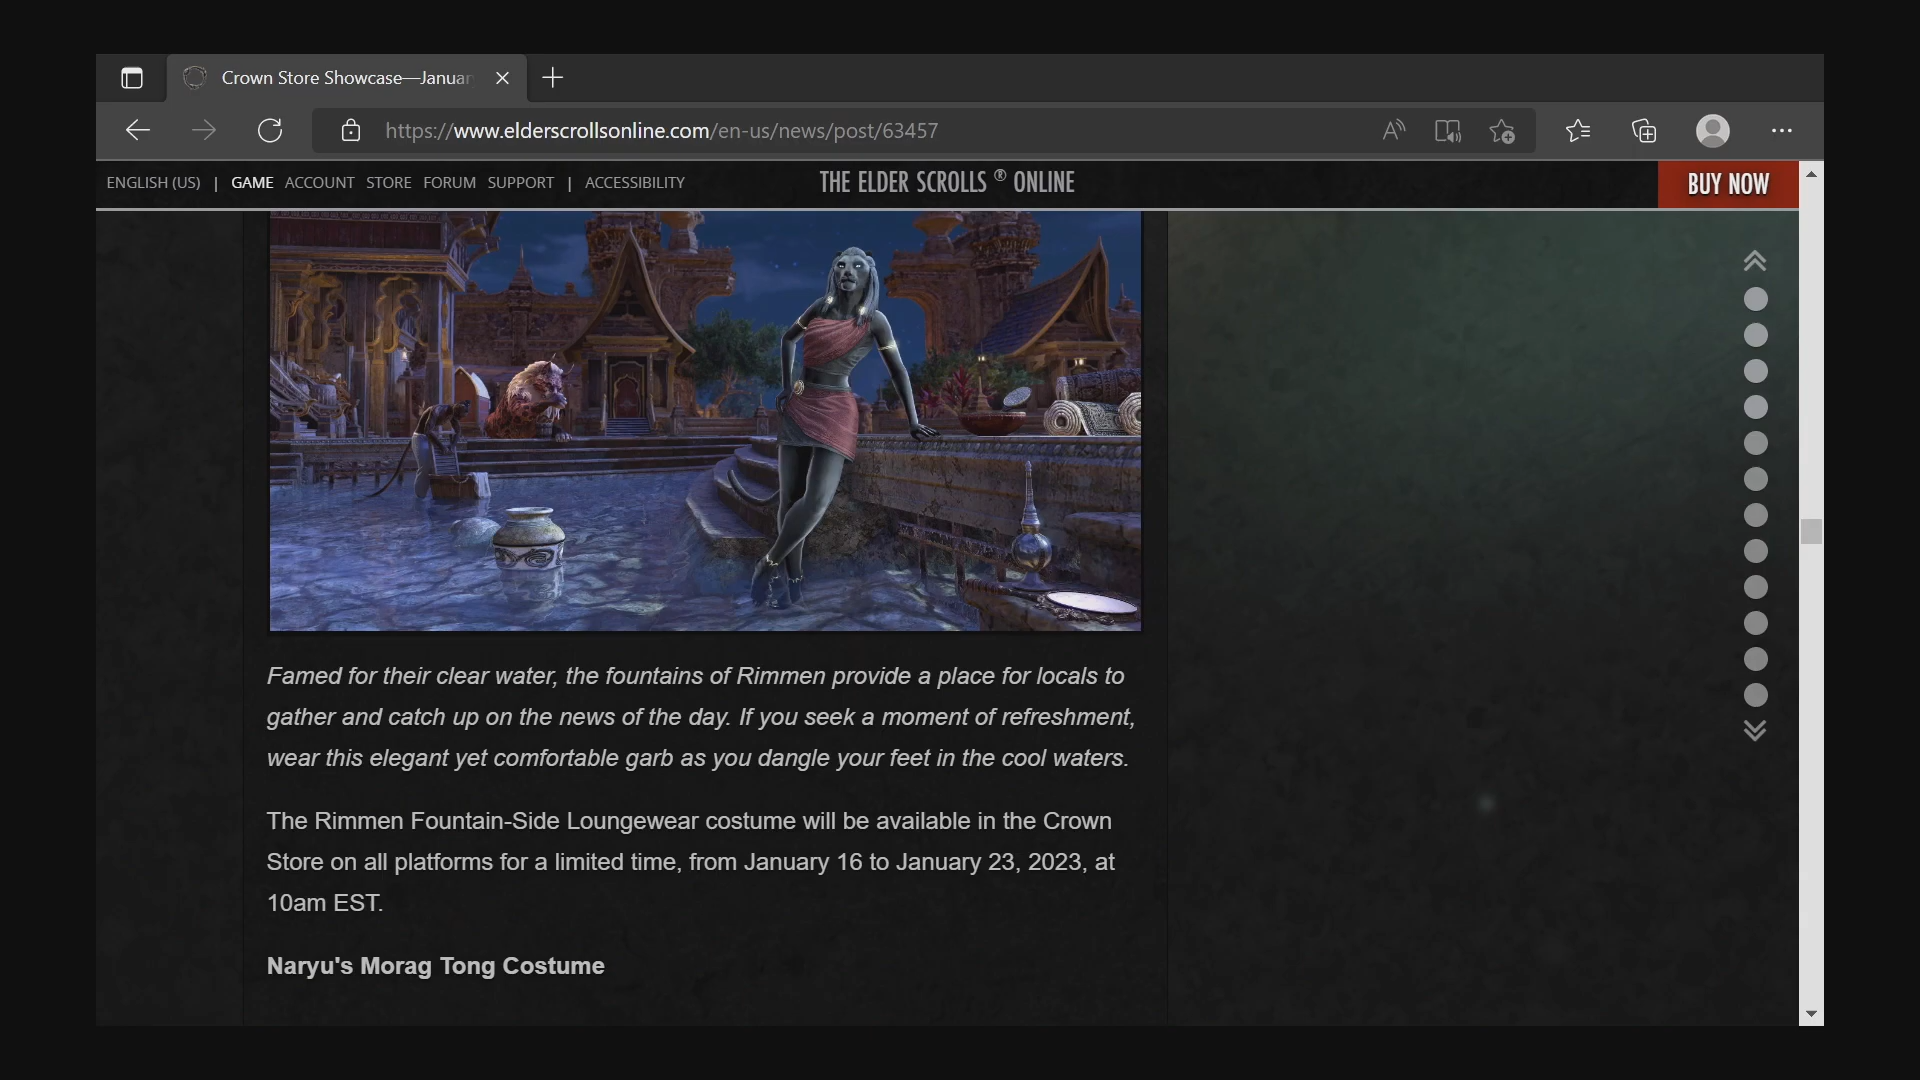 Crown Store Showcase—Januar
https://www.elderscrollsonline.com/en-us/news/post/63457
ENGLISH (US) | GAME ACCOUNT STORE FORUM SUPPORT | ACCESSIBILITY
THE ELDER SCROLLS ® ONLINE
BUY NOW
Famed for their clear water, the fountains of Rimmen provide a place for locals to
gather and catch up on the news of the day. If you seek a moment of refreshment,
wear this elegant yet comfortable garb as you dangle your feet in the cool waters.
The Rimmen Fountain-Side Loungewear costume will be available in the Crown
Store on all platforms for a limited time, from January 16 to January 23, 2023, at
10am EST.
Naryu's Morag Tong Costume